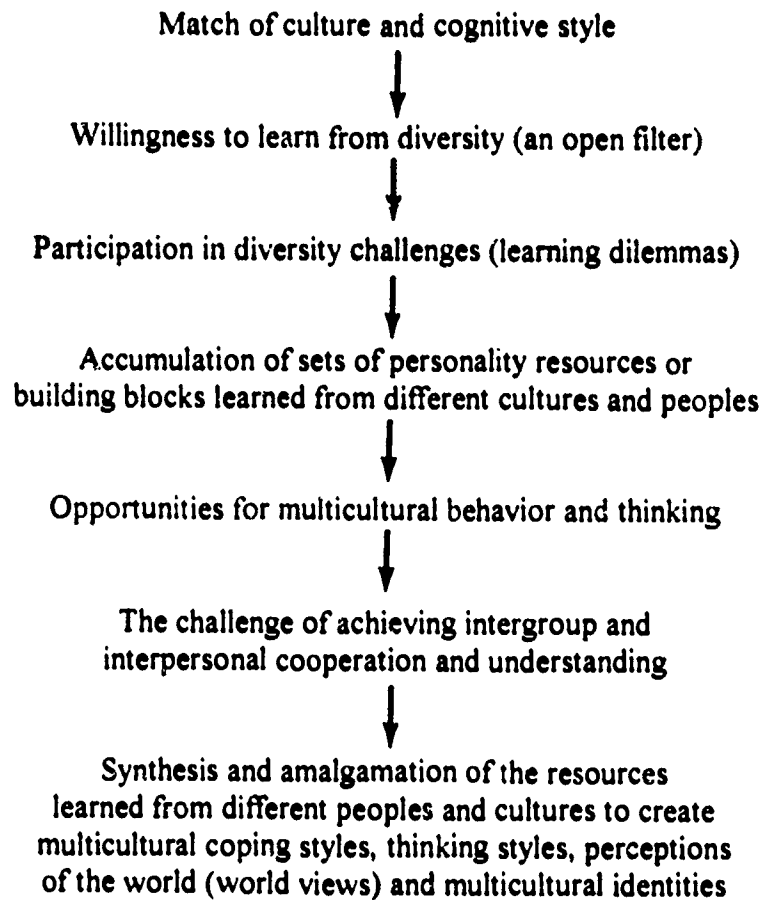 Match of culture and cognitive style
Willingness to learn from diversity (an open filter)
Participation in diversity challenges (learning dilemmas)
Accumulation of sets of personality resources or
building blocks learned from different cultures and peoples
Opportunities for multicultural behavior and thinking
The challenge of achieving intergroup and
interpersonal cooperation and understanding
Synthesis and amalgamation of the resources
learned from different peoples and cultures to create
multicultural coping styles, thinking styles, perceptions
of the world (world views) and multicultural identities